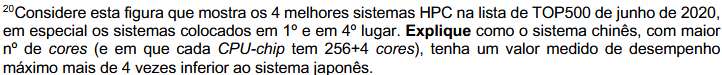 20Considere esta figura que mostra os 4 melhores sistemas HPC na lista de TOP500 de junho de 2020,
em especial os sistemas colocados em 1º e em 4º lugar. Explique como o sistema chinês, com maior
nº de cores (e em que cada CPU-chip tem 256+4 cores), tenha um valor medido de desempenho
máximo mais de 4 vezes inferior ao sistema japonês.